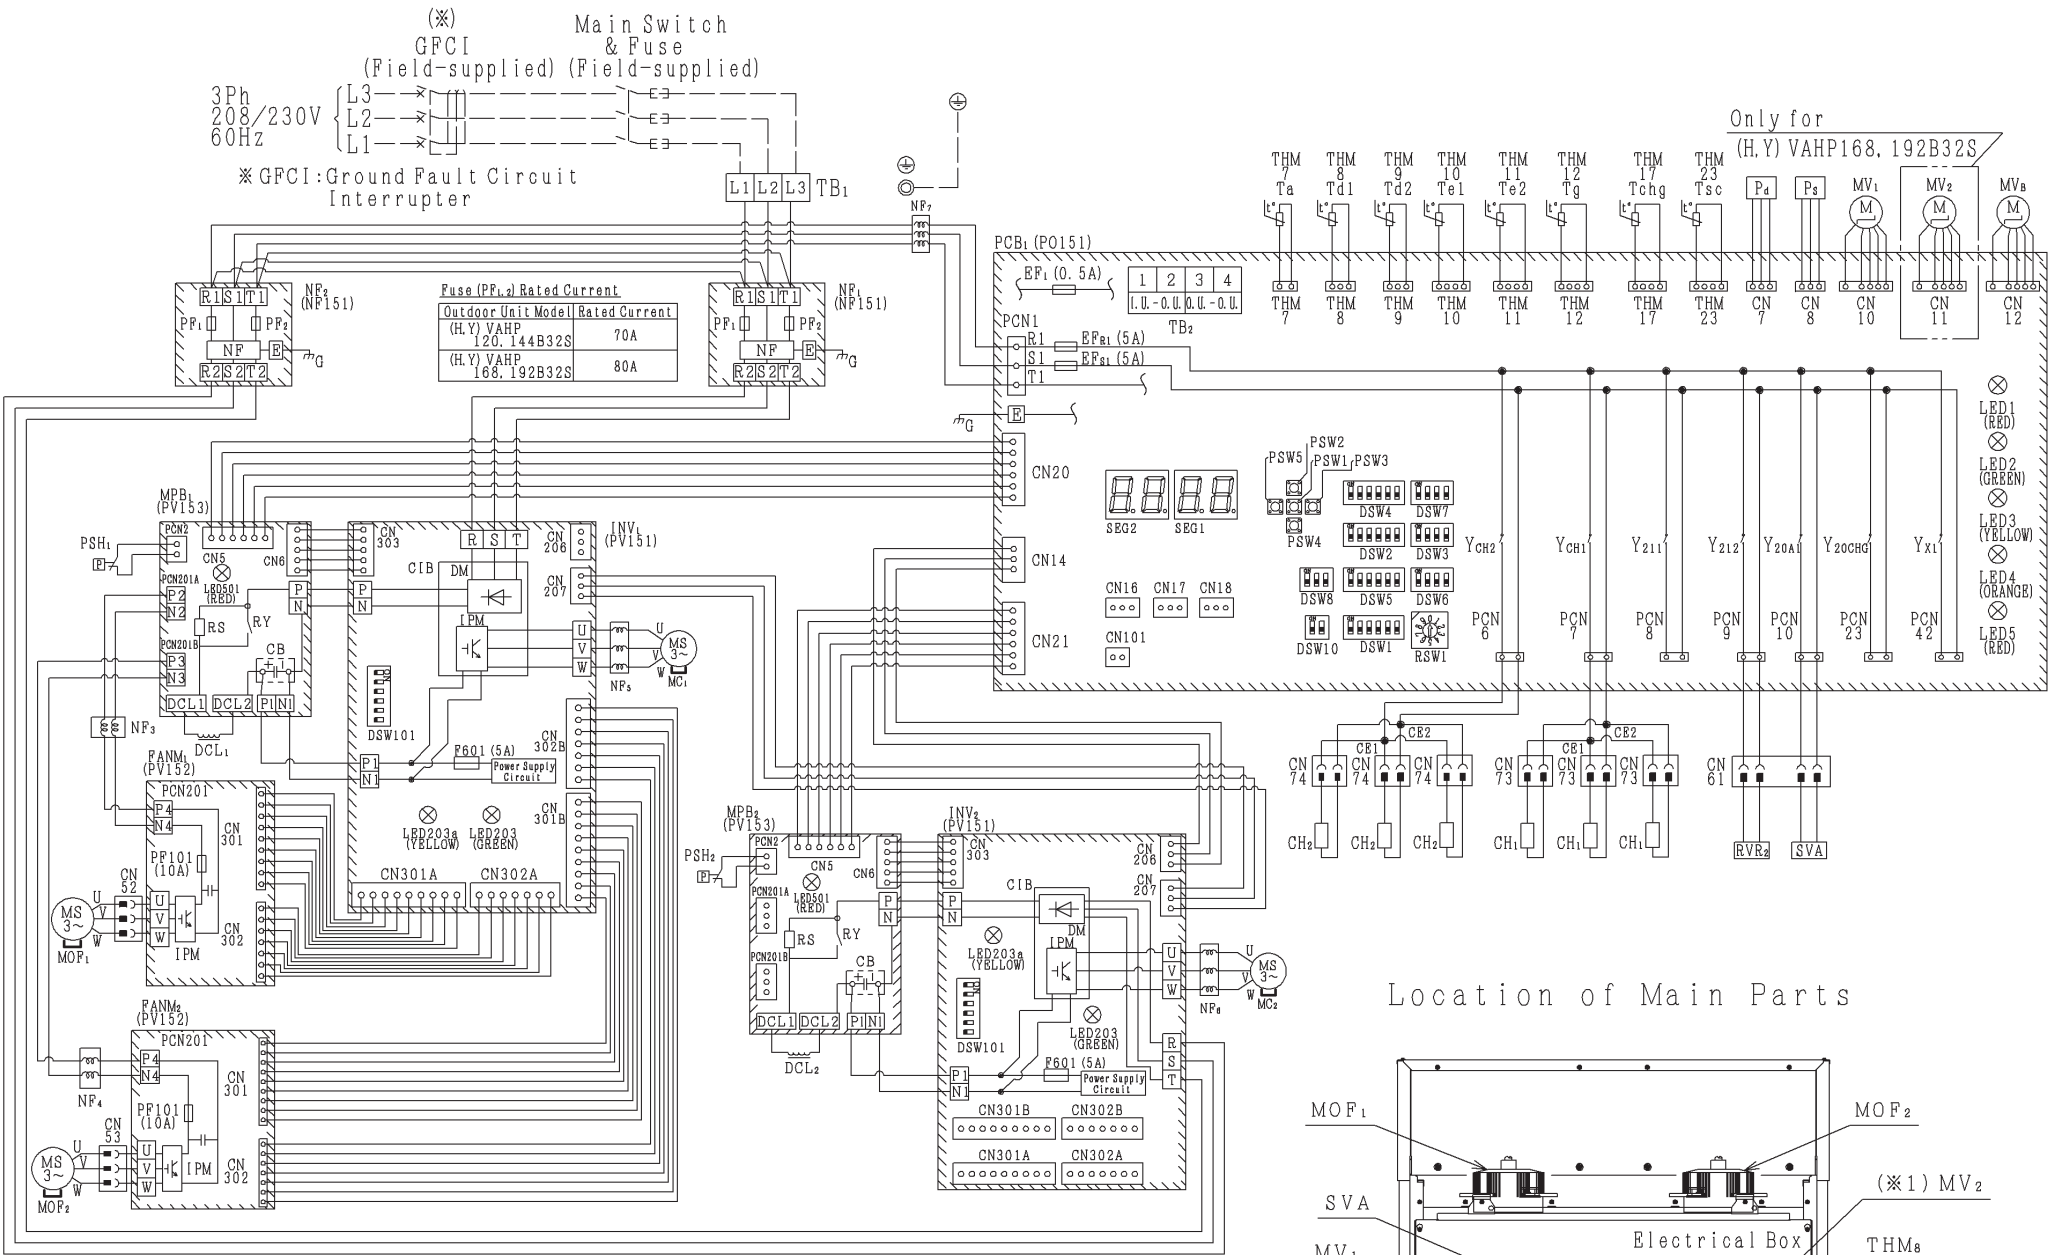 (※)
GFCI
(Field-supplied)
Main Switch
& Fuse
(Field-supplied)
3Ph
208/230V
60Hz
L3
L2
L1
※GFCI:Ground Fault Circuit
Interrupter
L1 L2 L3 TB1
NF7
Only for
(H,Y) VAHP168, 192B32S
THM 7 Ta
THM 8 Td1
THM 9 Td2
THM 10 Te1
THM 11 Te2
THM 12 Tg
THM 17 Tchg
THM 23 Tsc
Pd
Ps
MV1
MV2
MVB
t° t° t° t° t° t° t° t°
M M M
PCB1 (PO151)
EF1 (0.5A)
1 2 3 4
I.U.-O.U. O.U.-O.U.
TB2
THM 7
THM 8
THM 9
THM 10
THM 11
THM 12
THM 17
THM 23
CN 7
CN 8
CN 10
CN 11
CN 12
R1 S1 T1
NF2
(NF151)
PF1 PF2
NF
E
G
R2 S2 T2
Fuse (PF1,2) Rated Current
Outdoor Unit Model Rated Current
(H,Y) VAHP
120, 144B32S 70A
(H,Y) VAHP
168, 192B32S 80A
R1 S1 T1
NF1
(NF151)
PF1 PF2
NF
E
G
R2 S2 T2
PCN1
R1 EFR1 (5A)
S1 EFS1 (5A)
T1
E
G
CN20
CN14
CN21
SEG2 SEG1
PSW5 PSW2 PSW1 PSW3
PSW4
DSW4 DSW7
DSW2 DSW3
DSW8 DSW5 DSW6
DSW10 DSW1 RSW1
CN16 CN17 CN18
CN101
YCH2 YCH1 Y211 Y212 Y20A1 Y20CHG YX1
PCN 6
PCN 7
PCN 8
PCN 9
PCN 10
PCN 23
PCN 42
LED1
(RED)
LED2
(GREEN)
LED3
(YELLOW)
LED4
(ORANGE)
LED5
(RED)
MPB1
(PV153)
PCN2
PSH1
P
CN5
CN6
LED501
(RED)
PCN201A
P2
N2
RS
RY
PCN201B
P3
N3
CB
P
N
DCL1 DCL2 P1 N1
DCL1
NF3
INV1
(PV151)
CN 303
R S T
CN 206
CN 207
CIB
DM
P
N
IPM
U
V
W
NF5
U
V
W
MS
3~
MC1
DSW101
P1
N1
F601 (5A)
Power Supply
Circuit
CN 302B
CN 301B
LED203a
(YELLOW)
LED203
(GREEN)
CN301A CN302A
FANM1
(PV152)
PCN201
P4
N4
CN 301
PF101
(10A)
CN 52
U
V
W
U
V
W
MS
3~
MOF1
IPM
CN 302
FANM2
(PV152)
PCN201
P4
N4
NF4
CN 301
PF101
(10A)
CN 53
U
V
W
U
V
W
MS
3~
MOF2
IPM
CN 302
MPB2
(PV153)
PCN2
PSH2
P
CN5
CN6
LED501
(RED)
PCN201A
RS
RY
PCN201B
CB
P
N
DCL1 DCL2 P1 N1
DCL2
INV2
(PV151)
CN 303
CN 206
CN 207
CIB
DM
P
N
IPM
LED203a
(YELLOW)
U
V
W
NF6
U
V
W
MS
3~
MC2
DSW101
LED203
(GREEN)
R
S
T
P1
N1
F601 (5A)
Power Supply
Circuit
CN301B CN302B
CN301A CN302A
CE1 CE2
CE1 CE2
CN 74
CN 74
CN 74
CN 73
CN 73
CN 73
CN 61
CH2 CH2 CH2 CH1 CH1 CH1
RVR2 SVA
Location of Main Parts
MOF1
MOF2
(※1) MV2
SVA
Electrical Box
MV1
THM8